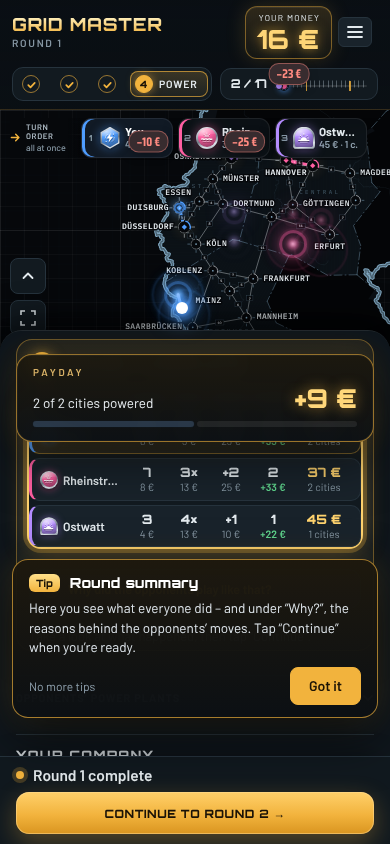 GRID MASTER
ROUND 1
YOUR MONEY
16 €
4 POWER
2 / 17
−23 €
TURN ORDER
all at once
1
−10 €
2
−25 €
3 Ostw...
45 € · 1 c.
MÜNSTER
HANNOVER
MAGDEB
ESSEN
DUISBURG
DORTMUND
GÖTTINGEN
DÜSSELDORF
KÖLN
ERFURT
KOBLENZ
FRANKFURT
MAINZ
MANNHEIM
SAARBRÜCKEN
PAYDAY
2 of 2 cities powered
+9 €
Rheinstr... 7 3x +2 2 37 €
8 € 13 € 25 € +33 € 2 cities
Ostwatt 3 4x +1 1 45 €
4 € 13 € 10 € +22 € 1 cities
Tip Round summary
Here you see what everyone did – and under “Why?”, the
reasons behind the opponents’ moves. Tap “Continue”
when you’re ready.
No more tips
Got it
YOUR COMPANY
Round 1 complete
CONTINUE TO ROUND 2 →